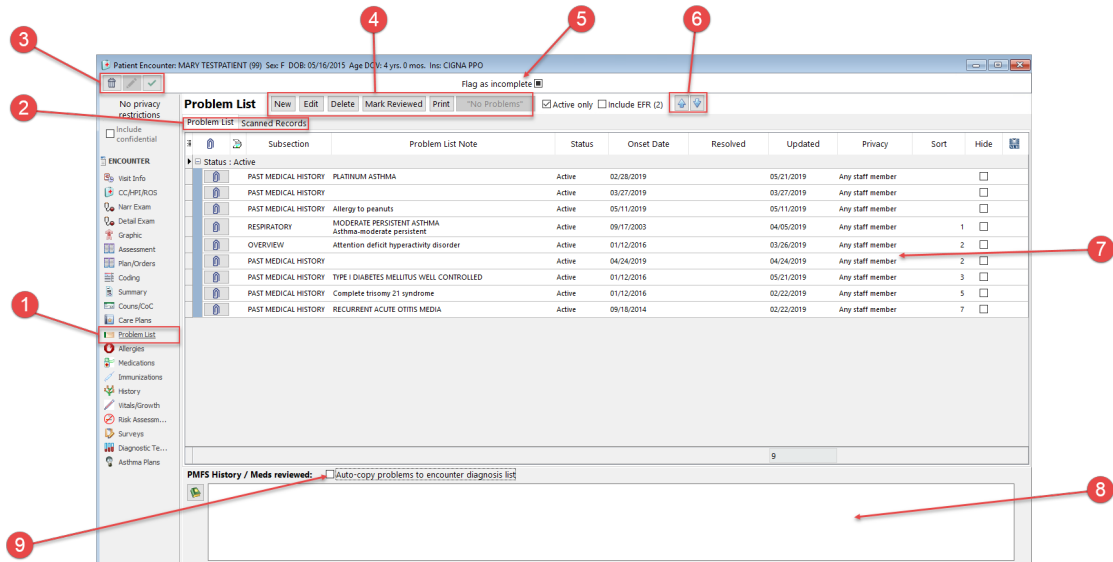 4
5
6
3
Patient Encounter: MARY TESTPATIENT (99) Sex: F DOB: 05/16/2015 Age DOV: 4 yrs. 0 mos. Ins: CIGNA PPO
Flag as incomplete
2
No privacy restrictions
Problem List New Edit Delete Mark Reviewed Print "No Problems" Active only Include EFR (2)
Include confidential
Problem List Scanned Records
Subsection Problem List Note Status Onset Date Resolved Updated Privacy Sort Hide
Status : Active
PAST MEDICAL HISTORY PLATINUM ASTHMA Active 02/28/2019 05/21/2019 Any staff member
PAST MEDICAL HISTORY Active 03/27/2019 03/27/2019 Any staff member
PAST MEDICAL HISTORY Allergy to peanuts Active 05/11/2019 05/11/2019 Any staff member
RESPIRATORY MODERATE PERSISTENT ASTHMA Active 09/17/2003 04/05/2019 Any staff member 1
Asthma-moderate persistent
OVERVIEW Attention deficit hyperactivity disorder Active 01/12/2016 03/26/2019 Any staff member 2
PAST MEDICAL HISTORY Active 04/24/2019 04/24/2019 Any staff member 2
PAST MEDICAL HISTORY TYPE I DIABETES MELLITUS WELL CONTROLLED Active 01/12/2016 05/21/2019 Any staff member 3
PAST MEDICAL HISTORY Complete trisomy 21 syndrome Active 01/12/2016 02/22/2019 Any staff member 5
PAST MEDICAL HISTORY RECURRENT ACUTE OTITIS MEDIA Active 09/18/2014 02/22/2019 Any staff member 7
7
ENCOUNTER
Visit Info
CC/HPI/ROS
Narr Exam
Detail Exam
Graphic
Assessment
Plan/Orders
Coding
Summary
Couns/CoC
Care Plans
1
Problem List
Allergies
Medications
Immunizations
History
Vitals/Growth
Risk Assessm...
Surveys
Diagnostic Te...
Asthma Plans
9
PMFS History / Meds reviewed: Auto-copy problems to encounter diagnosis list
8
9